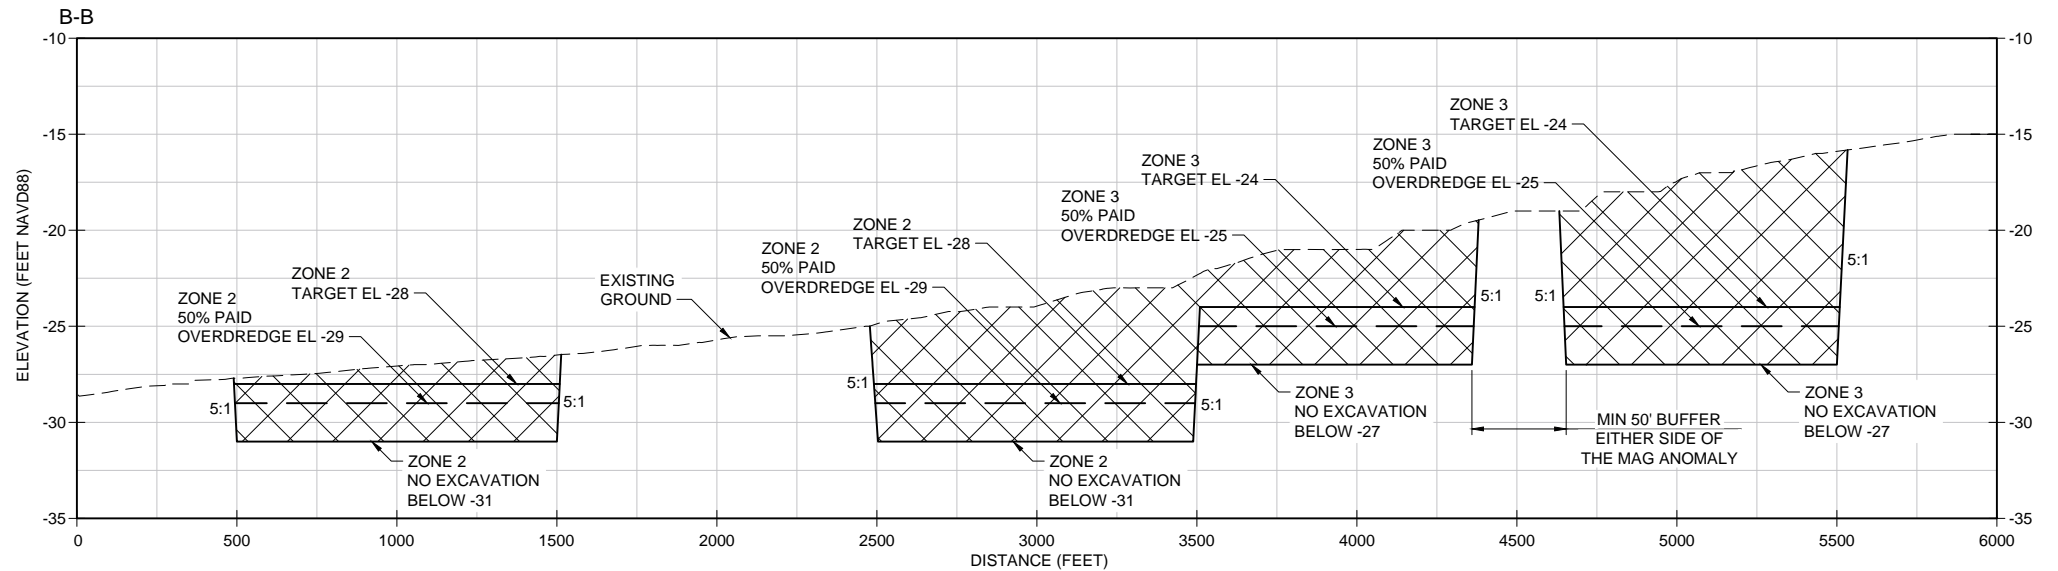 B-B
-10
-15
-20
-25
-30
-35
ELEVATION (FEET NAVD88)
ZONE 2
50% PAID
OVERDREDGE EL -29
ZONE 2
TARGET EL -28
5:1
5:1
ZONE 2
NO EXCAVATION
BELOW -31
EXISTING
GROUND
ZONE 2
50% PAID
OVERDREDGE EL -29
ZONE 2
TARGET EL -28
5:1
5:1
ZONE 2
NO EXCAVATION
BELOW -31
ZONE 3
50% PAID
OVERDREDGE EL -25
ZONE 3
TARGET EL -24
5:1
ZONE 3
NO EXCAVATION
BELOW -27
MIN 50' BUFFER
EITHER SIDE OF
THE MAG ANOMALY
ZONE 3
50% PAID
OVERDREDGE EL -25
ZONE 3
TARGET EL -24
5:1
5:1
ZONE 3
NO EXCAVATION
BELOW -27
-10
-15
-20
-25
-30
-35
0 500 1000 1500 2000 2500 3000 3500 4000 4500 5000 5500 6000
DISTANCE (FEET)